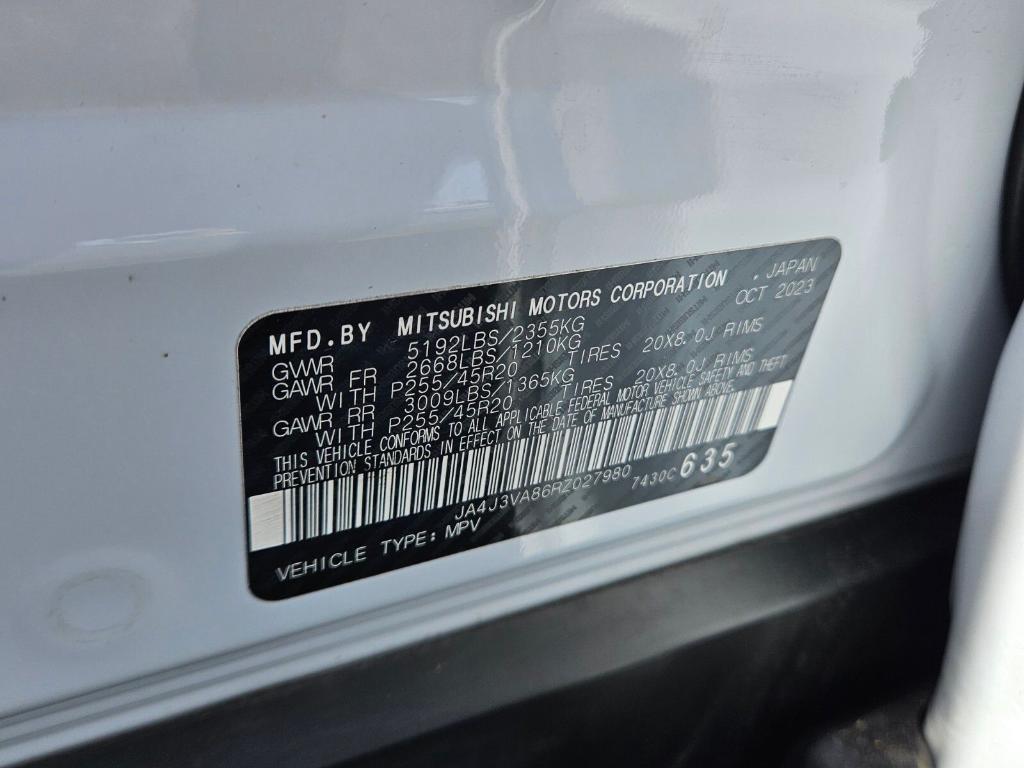 MFD.BY MITSUBISHI MOTORS CORPORATION . JAPAN
GWWR 5192LBS/2355KG OCT 2023
GAWR FR 2668LBS/1210KG
WITH P255/45R20 TIRES 20X8.0J RIMS
GAWR RR 3009LBS/1365KG
WITH P255/45R20 TIRES 20X8.0J RIMS
THIS VEHICLE CONFORMS TO ALL APPLICABLE FEDERAL MOTOR VEHICLE SAFETY AND THEFT
PREVENTION STANDARDS IN EFFECT ON THE DATE OF MANUFACTURE SHOWN ABOVE.
JA4J3VA86RZ027980 7430C 635
VEHICLE TYPE: MPV